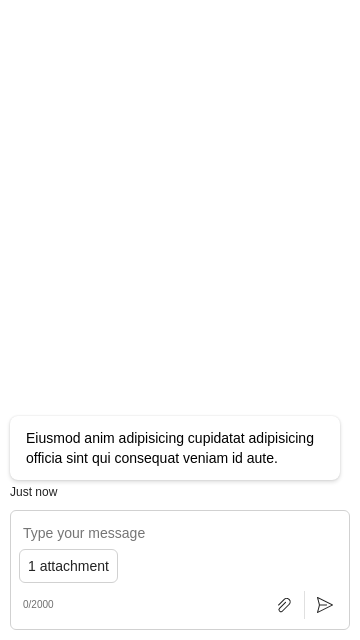 Eiusmod anim adipisicing cupidatat adipisicing
officia sint qui consequat veniam id aute.
Just now
Type your message
1 attachment
0/2000